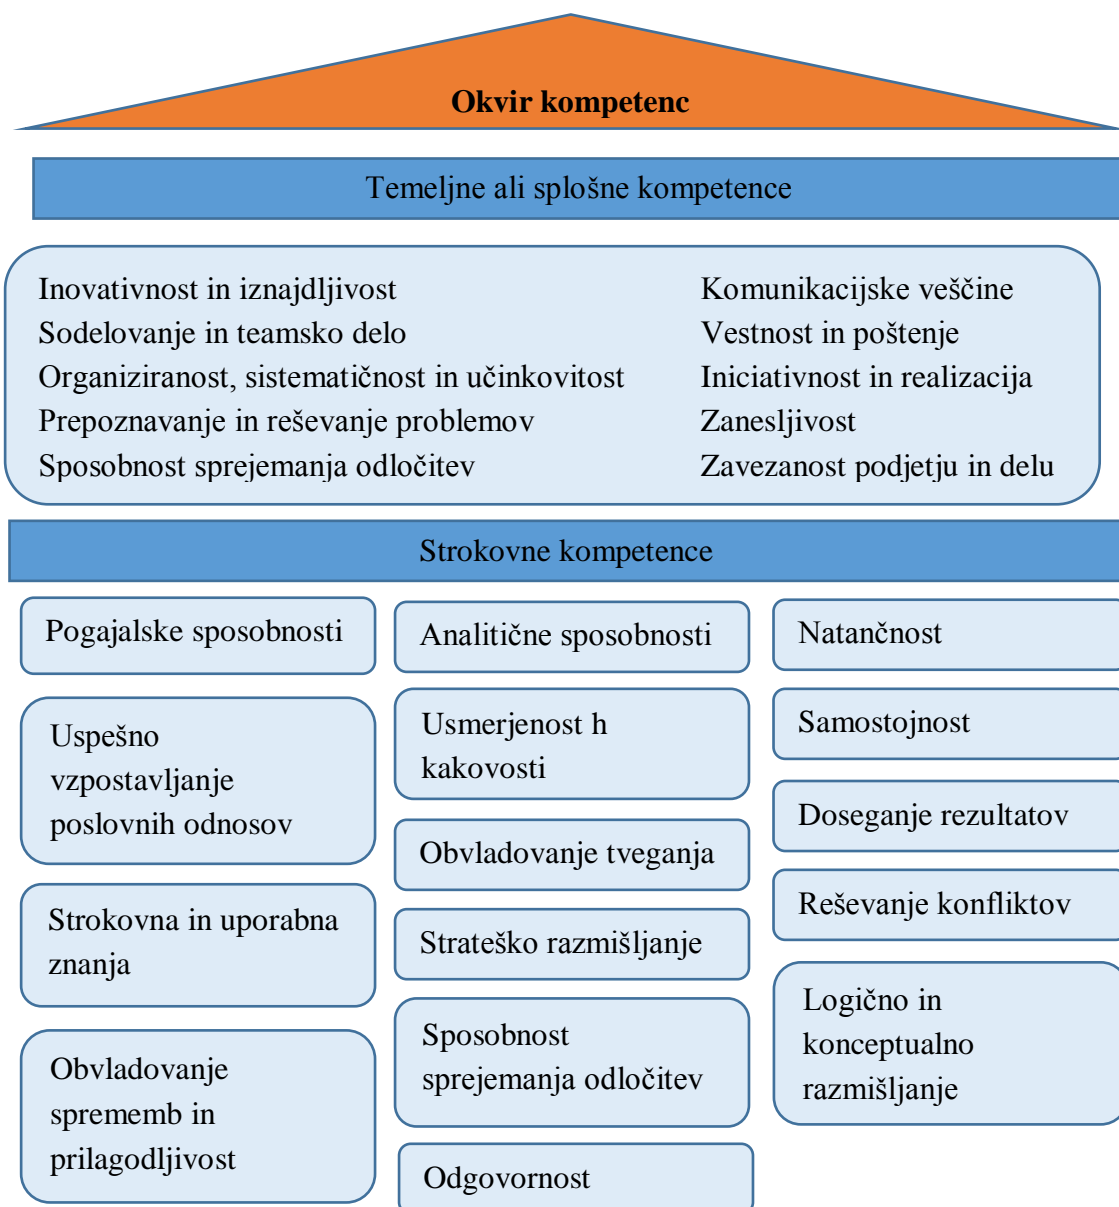 Okvir kompetenc
Temeljne ali splošne kompetence
Inovativnost in iznajdljivost
Sodelovanje in teamsko delo
Organiziranost, sistematičnost in učinkovitost
Prepoznavanje in reševanje problemov
Sposobnost sprejemanja odločitev
Komunikacijske veščine
Vestnost in poštenje
Iniciativnost in realizacija
Zanesljivost
Zavezanost podjetju in delu
Strokovne kompetence
Pogajalske sposobnosti
Uspešno
vzpostavljanje
poslovnih odnosov
Strokovna in uporabna
znanja
Obvladovanje
sprememb in
prilagodljivost
Analitične sposobnosti
Usmerjenost h
kakovosti
Obvladovanje tveganja
Strateško razmišljanje
Sposobnost
sprejemanja odločitev
Odgovornost
Natančnost
Samostojnost
Doseganje rezultatov
Reševanje konfliktov
Logično in
konceptualno
razmišljanje